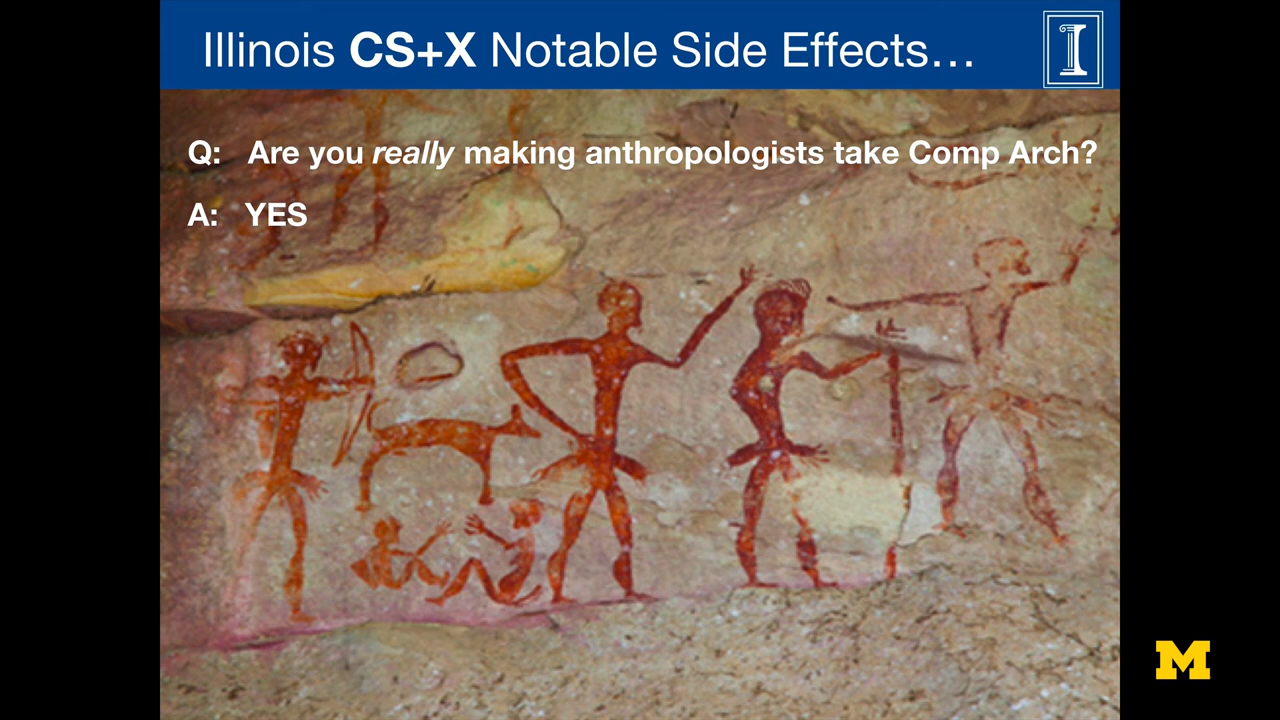 Illinois CS+X Notable Side Effects…
Q: Are you really making anthropologists take Comp Arch?
A: YES
I
M